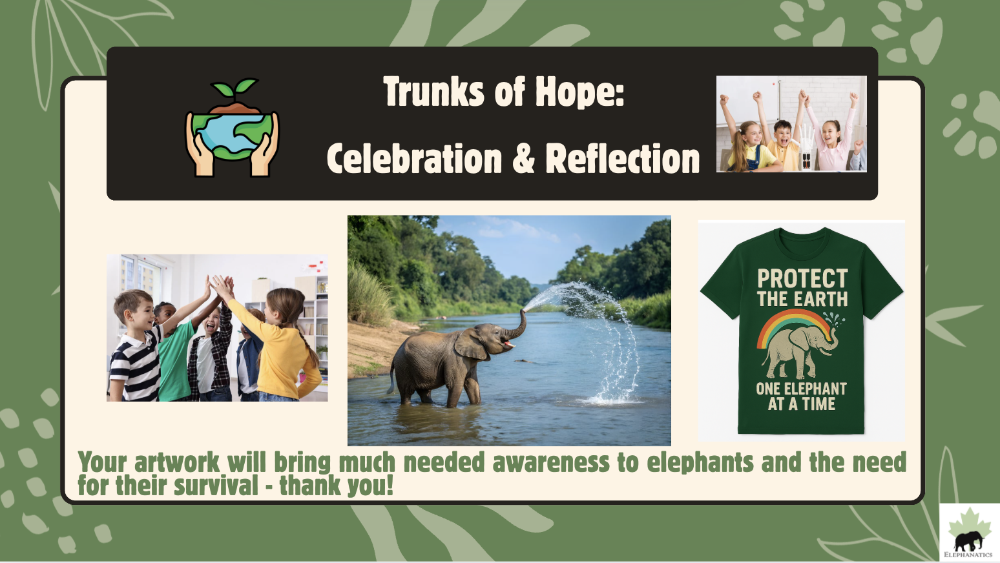 Trunks of Hope:
Celebration & Reflection
PROTECT
THE EARTH
ONE ELEPHANT
AT A TIME
Your artwork will bring much needed awareness to elephants and the need
for their survival - thank you!
ELEPHANATICS